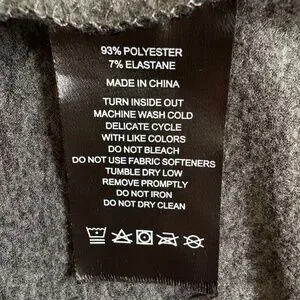 93% POLYESTER
7% ELASTANE
MADE IN CHINA
TURN INSIDE OUT
MACHINE WASH COLD
DELICATE CYCLE
WITH LIKE COLORS
DO NOT BLEACH
DO NOT USE FABRIC SOFTENERS
TUMBLE DRY LOW
REMOVE PROMPTLY
DO NOT IRON
DO NOT DRY CLEAN